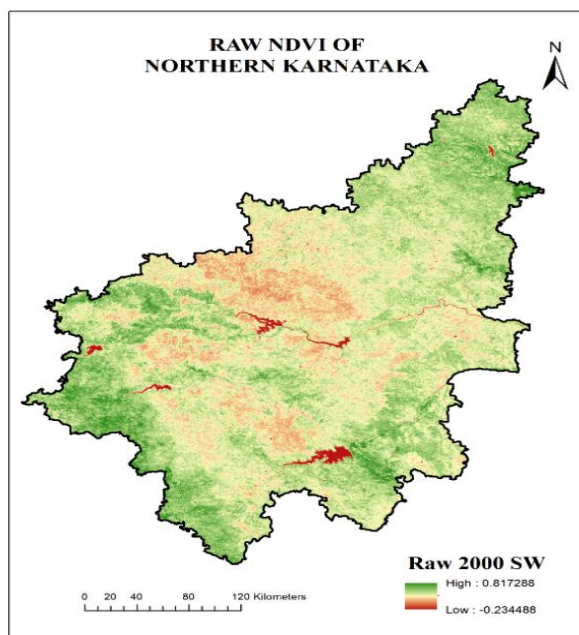 RAW NDVI OF
NORTHERN KARNATAKA
N
Raw 2000 SW
High : 0.817288
Low : -0.234488
0 20 40 80 120 Kilometers